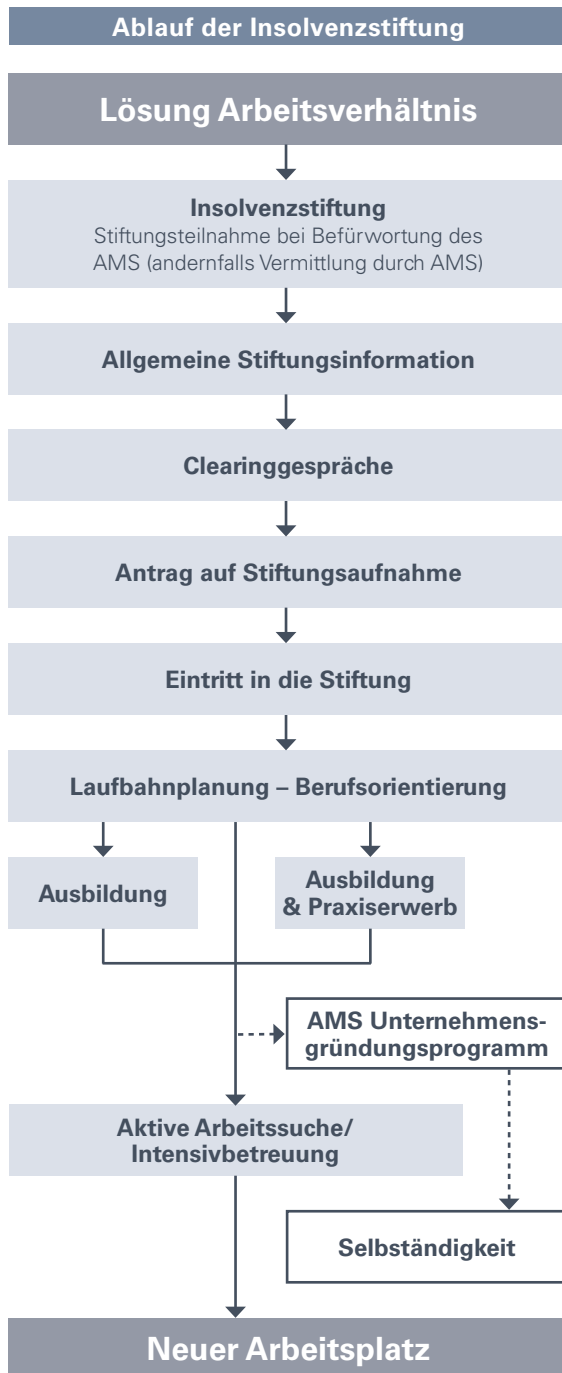 Ablauf der Insolvenzstiftung
Lösung Arbeitsverhältnis
Insolvenzstiftung
Stiftungsteilnahme bei Befürwortung des
AMS (andernfalls Vermittlung durch AMS)
Allgemeine Stiftungsinformation
Clearinggespräche
Antrag auf Stiftungsaufnahme
Eintritt in die Stiftung
Laufbahnplanung – Berufsorientierung
Ausbildung
Ausbildung
& Praxiserwerb
AMS Unternehmens-
gründungsprogramm
Aktive Arbeitssuche/
Intensivbetreuung
Selbständigkeit
Neuer Arbeitsplatz